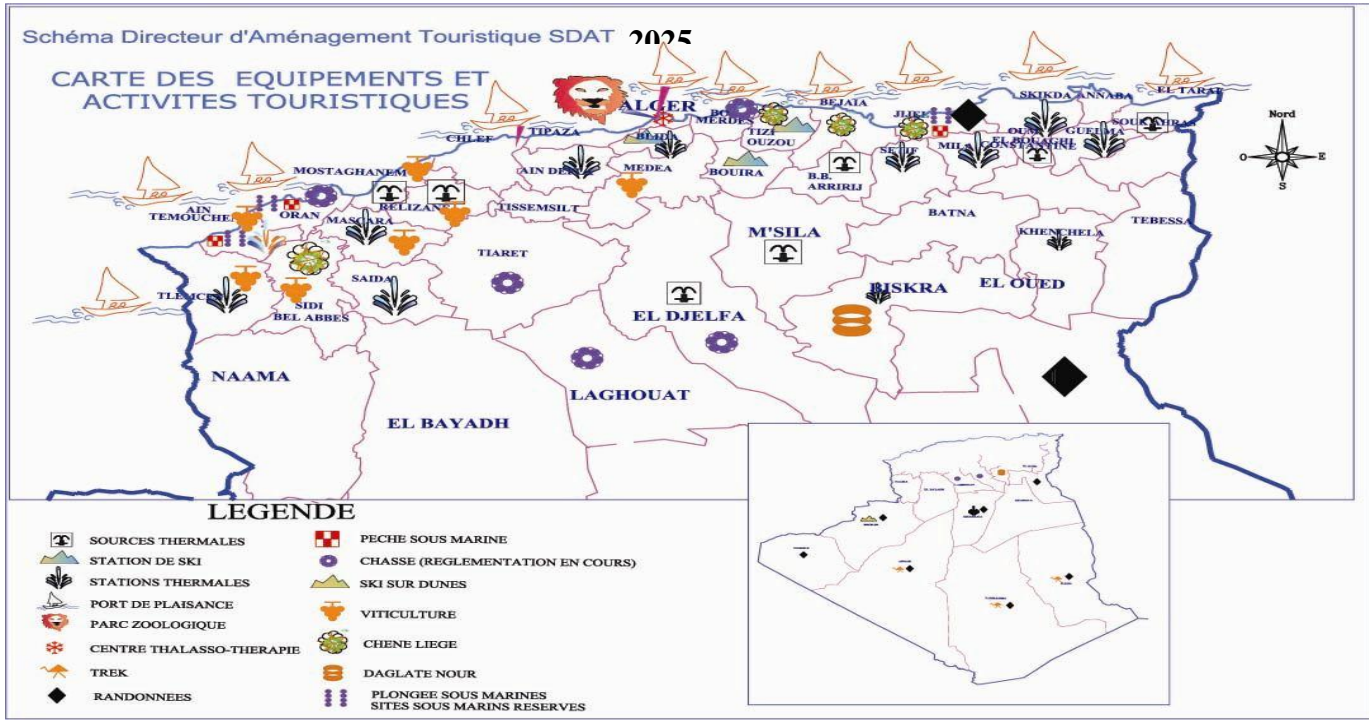 Schéma Directeur d'Aménagement Touristique SDAT 2025
CARTE DES EQUIPEMENTS ET
ACTIVITES TOURISTIQUES
EL TARAF
SKIKDA ANNABA
ALGER
BEJAIA
JIJEL
Nord
O
E
S
CHLEF
TIPAZA
BLIDA
TIZI
OUZOU
SETIF
MILA
CONSTANTINE
OUM
EL BOUAGHI
GUELMA
SOUK AHRAS
MOSTAGHANEM
AIN DEFLA
MEDEA
BOUIRA
B.B.
ARRIRIJ
AIN
TEMOUCHENT
ORAN
MASCARA
RELIZANE
TISSEMSILT
BATNA
TEBESSA
M'SILA
KHENCHELA
TIARET
TLEMCEN
SIDI
BEL ABBES
SAIDA
EL DJELFA
BISKRA
EL OUED
NAAMA
EL BAYADH
LAGHOUAT
LEGENDE
SOURCES THERMALES
STATION DE SKI
STATIONS THERMALES
PORT DE PLAISANCE
PARC ZOOLOGIQUE
CENTRE THALASSO-THERAPIE
TREK
RANDONNEES
PECHE SOUS MARINE
CHASSE (REGLEMENTATION EN COURS)
SKI SUR DUNES
VITICULTURE
CHENE LIEGE
DAGLATE NOUR
PLONGEE SOUS MARINES
SITES SOUS MARINS RESERVES